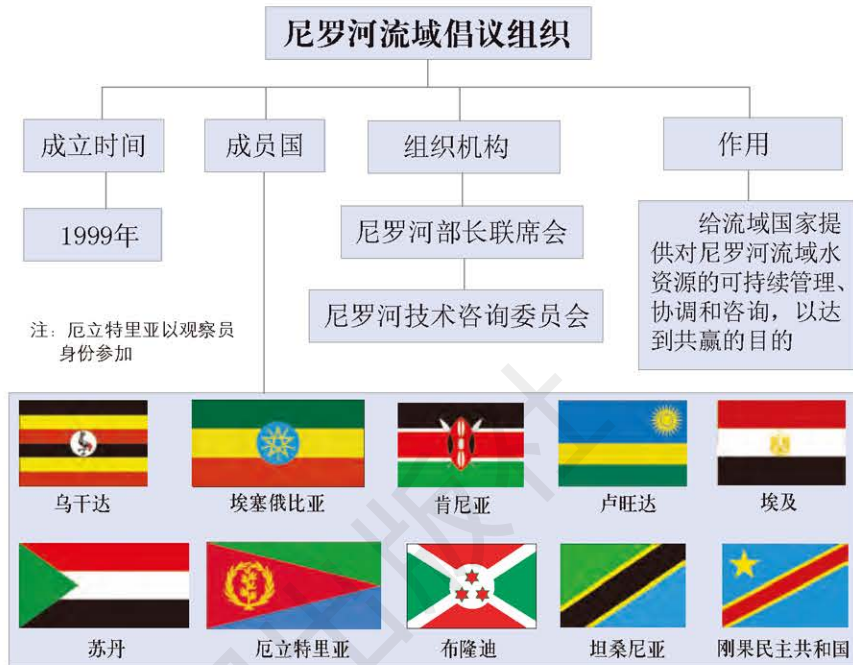 尼罗河流域倡议组织
成立时间
成员国
组织机构
作用
1999年
尼罗河部长联席会
尼罗河技术咨询委员会
给流域国家提
供对尼罗河流域水
资源的可持续管理、
协调和咨询，以达
到共赢的目的
注：厄立特里亚以观察员
身份参加
乌干达
埃塞俄比亚
肯尼亚
卢旺达
埃及
苏丹
厄立特里亚
布隆迪
坦桑尼亚
刚果民主共和国
出版社